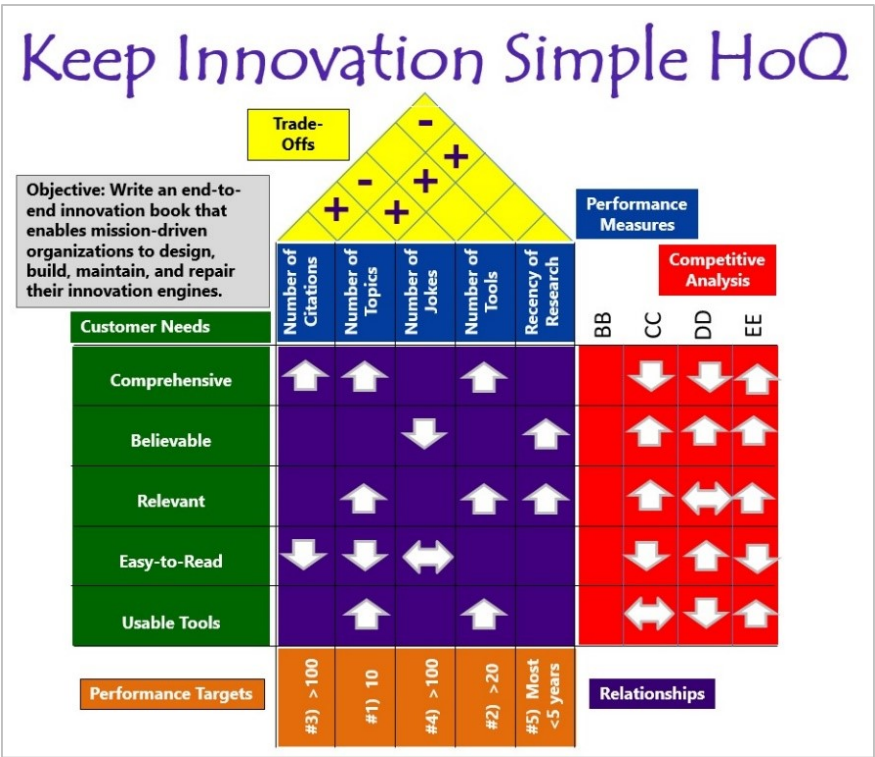 Keep Innovation Simple HoQ
Trade-
Offs
-
+
-
+
+
+
Objective: Write an end-to-
end innovation book that
enables mission-driven
organizations to design,
build, maintain, and repair
their innovation engines.
Performance
Measures
Competitive
Analysis
Customer Needs
Number of
Citations
Number of
Topics
Number of
Jokes
Number of
Tools
Recency of
Research
BB
CC
DD
EE
Comprehensive
Believable
Relevant
Easy-to-Read
Usable Tools
Performance Targets
#3) >100
#1) 10
#4) >100
#2) >20
#5) Most
<5 years
Relationships